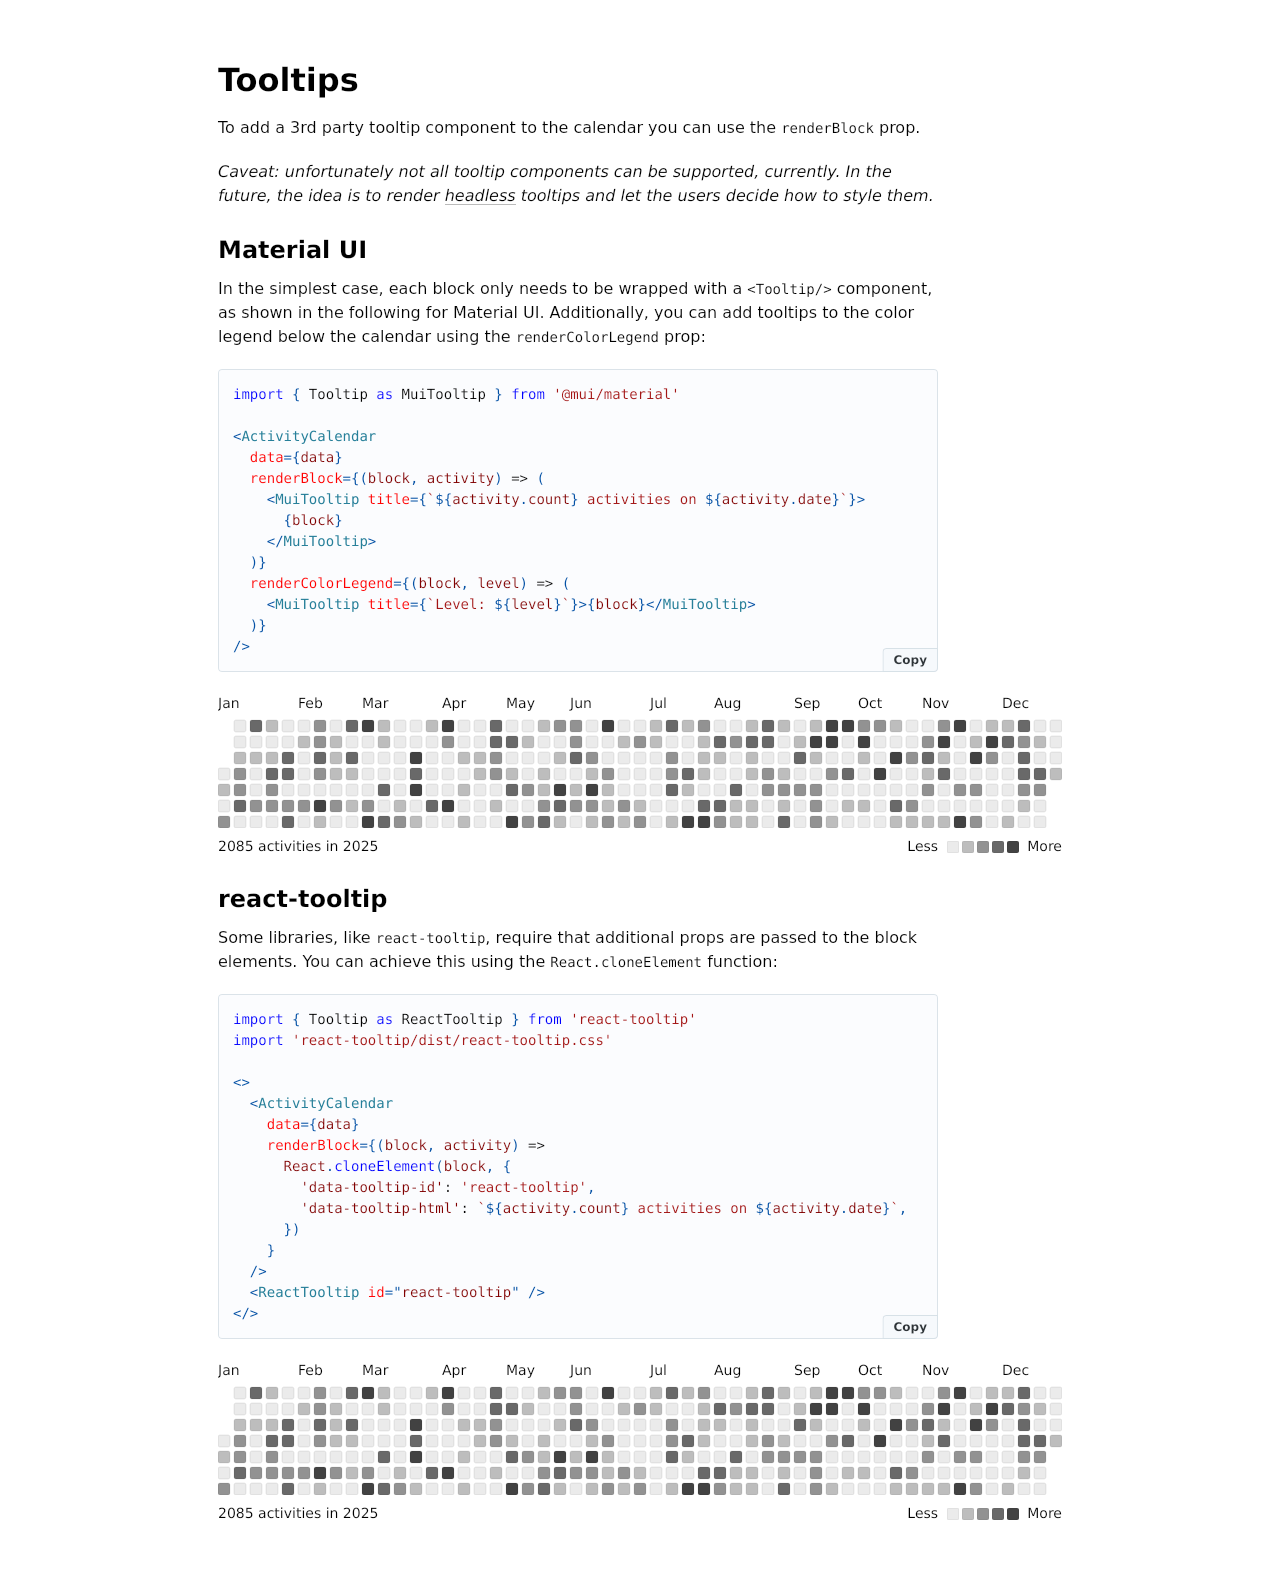 Tooltips
To add a 3rd party tooltip component to the calendar you can use the renderBlock prop.
Caveat: unfortunately not all tooltip components can be supported, currently. In the
future, the idea is to render headless tooltips and let the users decide how to style them.
Material UI
In the simplest case, each block only needs to be wrapped with a <Tooltip/> component,
as shown in the following for Material UI. Additionally, you can add tooltips to the color
legend below the calendar using the renderColorLegend prop:
import { Tooltip as MuiTooltip } from '@mui/material'
<ActivityCalendar
  data={data}
  renderBlock={(block, activity) => (
    <MuiTooltip title={`${activity.count} activities on ${activity.date}`}>
      {block}
    </MuiTooltip>
  )}
  renderColorLegend={(block, level) => (
    <MuiTooltip title={`Level: ${level}`}>{block}</MuiTooltip>
  )}
/>
Copy
Jan Feb Mar Apr May Jun Jul Aug Sep Oct Nov Dec
2085 activities in 2025 Less More
react-tooltip
Some libraries, like react-tooltip, require that additional props are passed to the block
elements. You can achieve this using the React.cloneElement function:
import { Tooltip as ReactTooltip } from 'react-tooltip'
import 'react-tooltip/dist/react-tooltip.css'
<>
  <ActivityCalendar
    data={data}
    renderBlock={(block, activity) =>
      React.cloneElement(block, {
        'data-tooltip-id': 'react-tooltip',
        'data-tooltip-html': `${activity.count} activities on ${activity.date}`,
      })
    }
  />
  <ReactTooltip id="react-tooltip" />
</>
Copy
Jan Feb Mar Apr May Jun Jul Aug Sep Oct Nov Dec
2085 activities in 2025 Less More